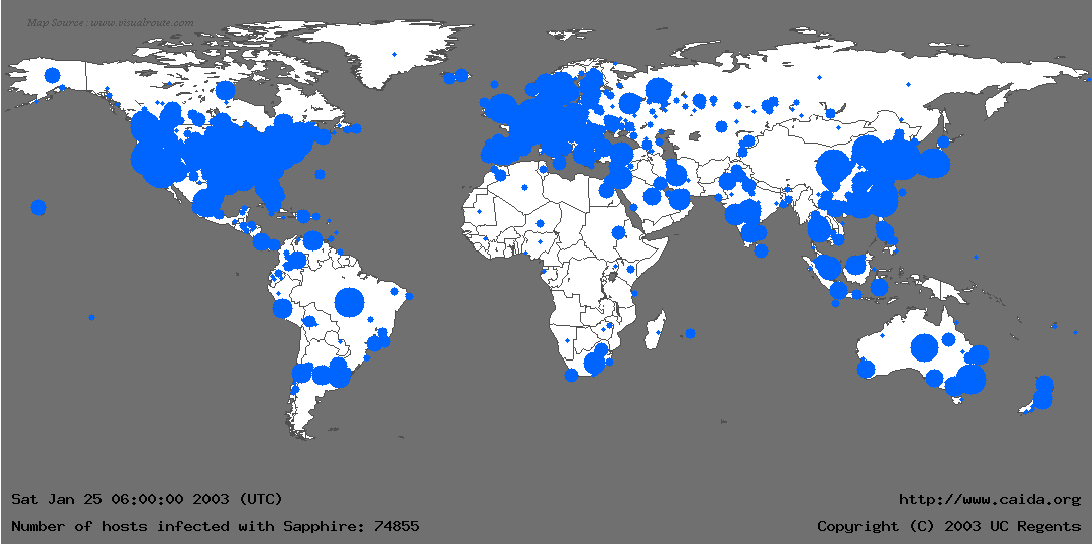 Map Source : www.visualroute.com
Sat Jan 25 06:00:00 2003 (UTC)
http://www.caida.org
Number of hosts infected with Sapphire: 74855
Copyright (C) 2003 UC Regents